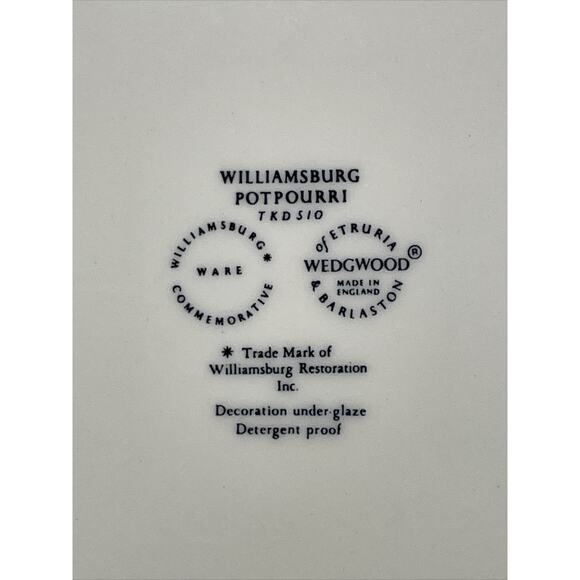 WILLIAMSBURG
POTPOURRI
TKD510
WILLIAMSBURG*
WARE
COMMEMORATIVE
of ETRURIA
WEDGWOOD®
MADE IN
ENGLAND
& BARLASTON
* Trade Mark of
Williamsburg Restoration
Inc.
Decoration under-glaze
Detergent proof